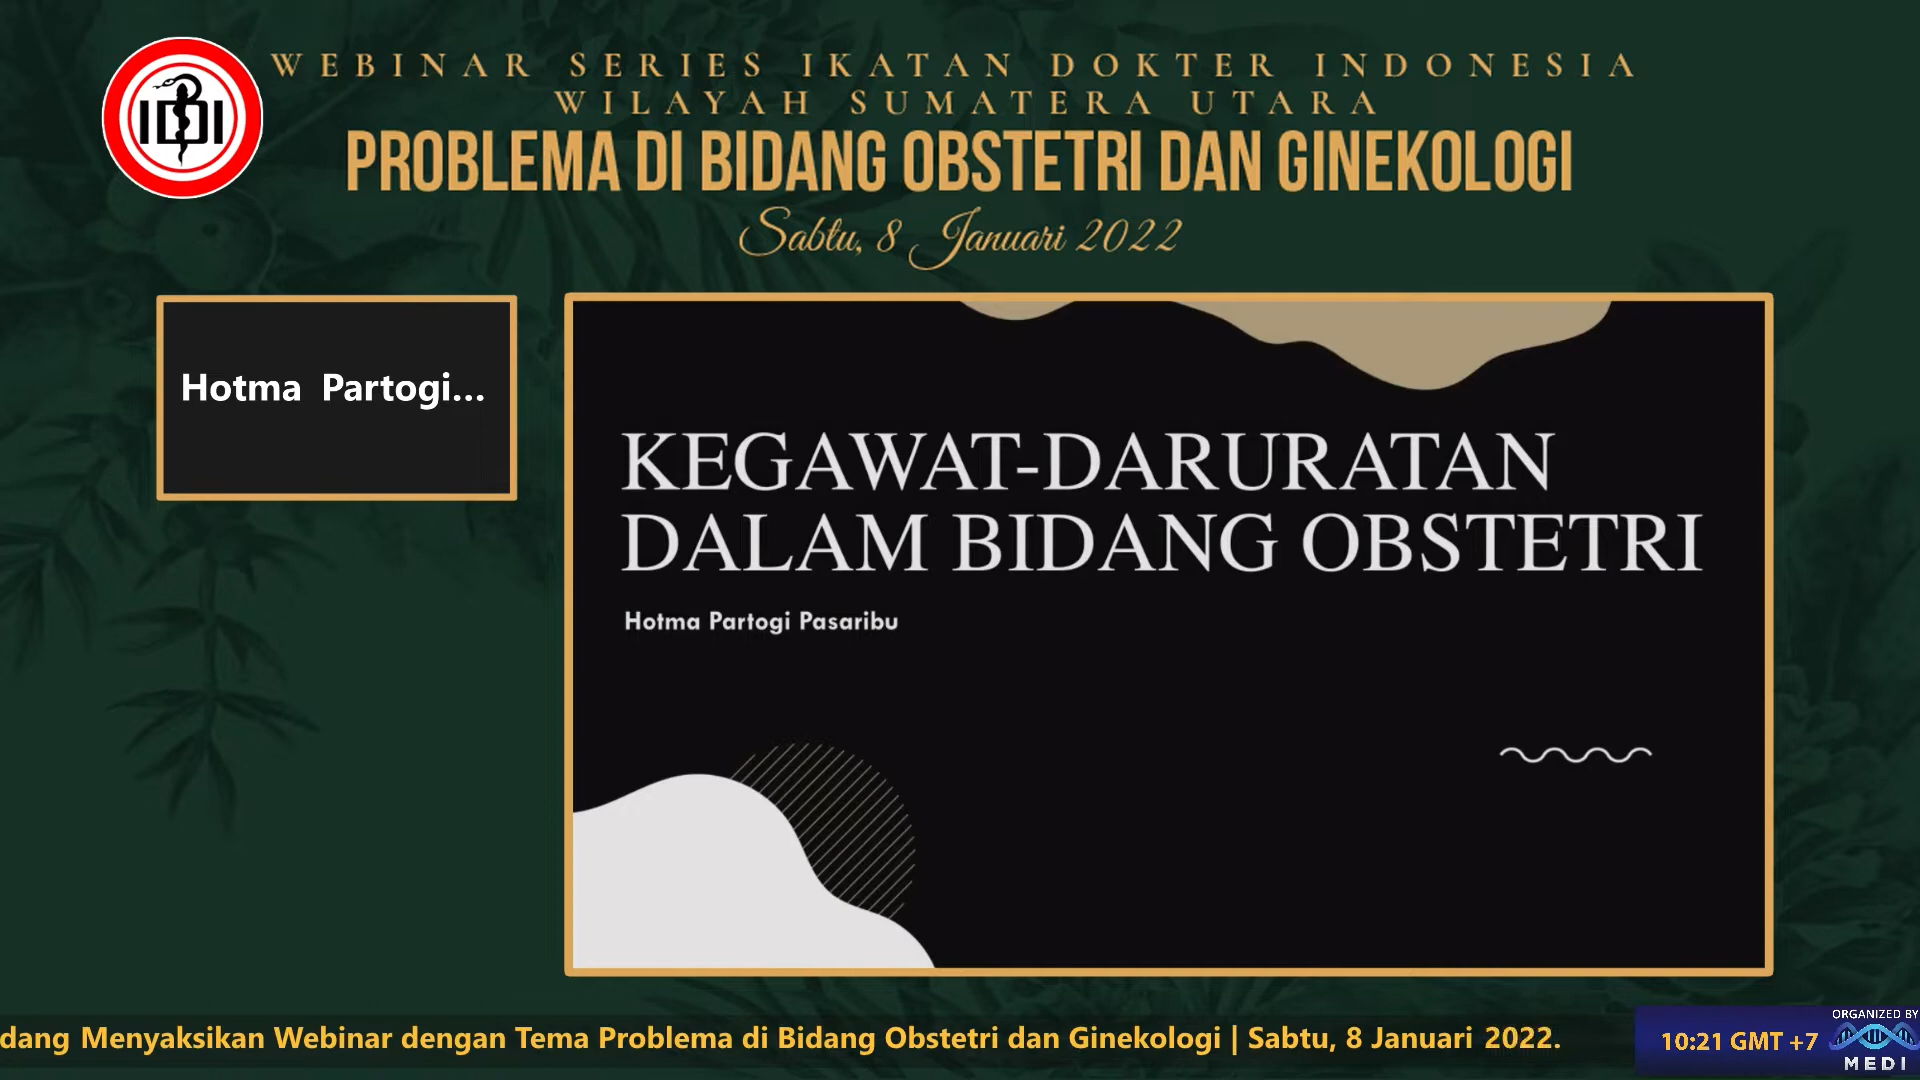 WEBINAR SERIES IKATAN DOKTER INDONESIA
WILAYAH SUMATERA UTARA
PROBLEMA DI BIDANG OBSTETRI DAN GINEKOLOGI
Sabtu, 8 Januari 2022
IDI
Hotma Partogi...
KEGAWAT-DARURATAN
DALAM BIDANG OBSTETRI
Hotma Partogi Pasaribu
dang Menyaksikan Webinar dengan Tema Problema di Bidang Obstetri dan Ginekologi | Sabtu, 8 Januari 2022.
10:21 GMT +7
ORGANIZED BY
MEDI